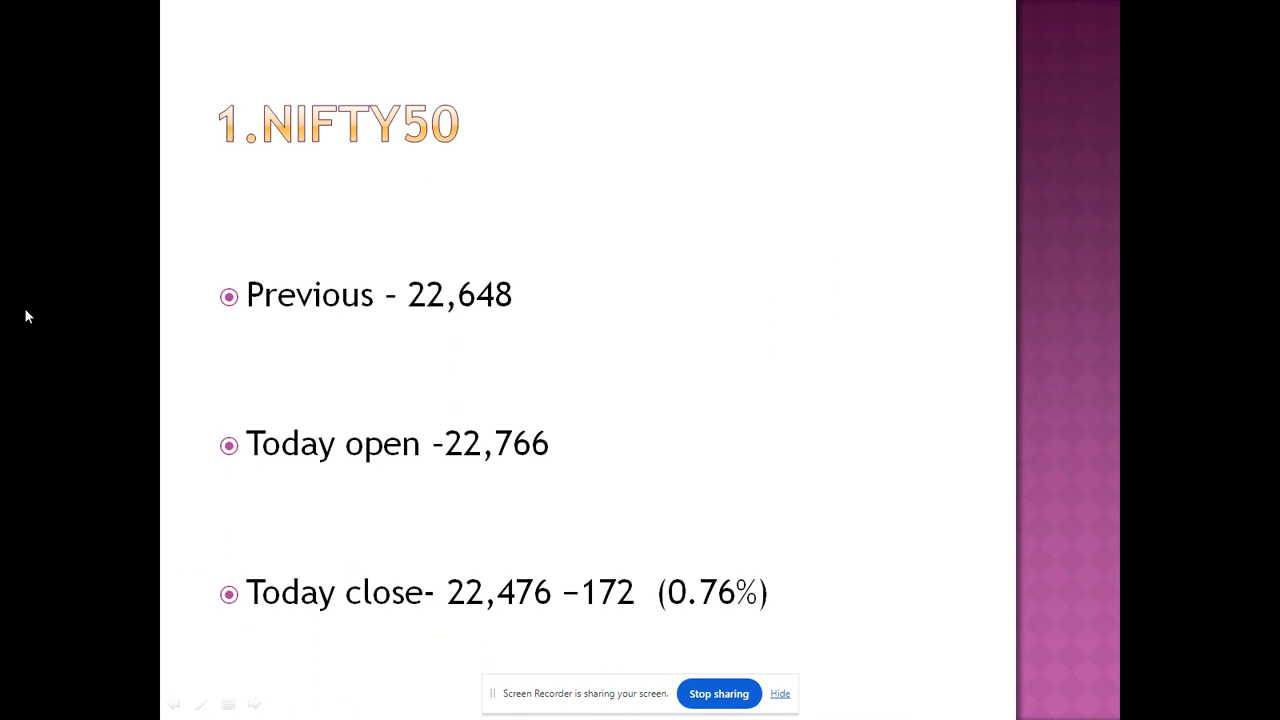 1.NIFTY50
Previous – 22,648
Today open –22,766
Today close- 22,476 −172 (0.76%)
Screen Recorder is sharing your screen. Stop sharing Hide